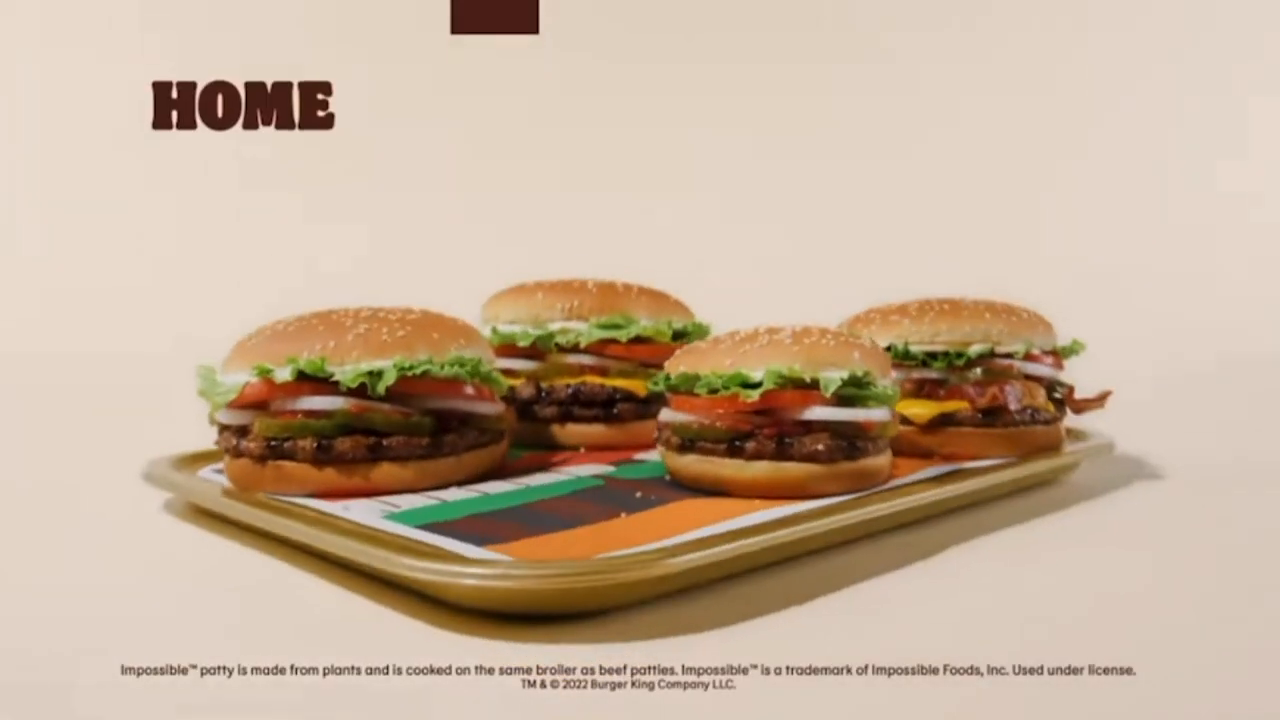 HOME
Impossible™ patty is made from plants and is cooked on the same broiler as beef patties. Impossible™ is a trademark of Impossible Foods, Inc. Used under license.
TM & © 2022 Burger King Company LLC.